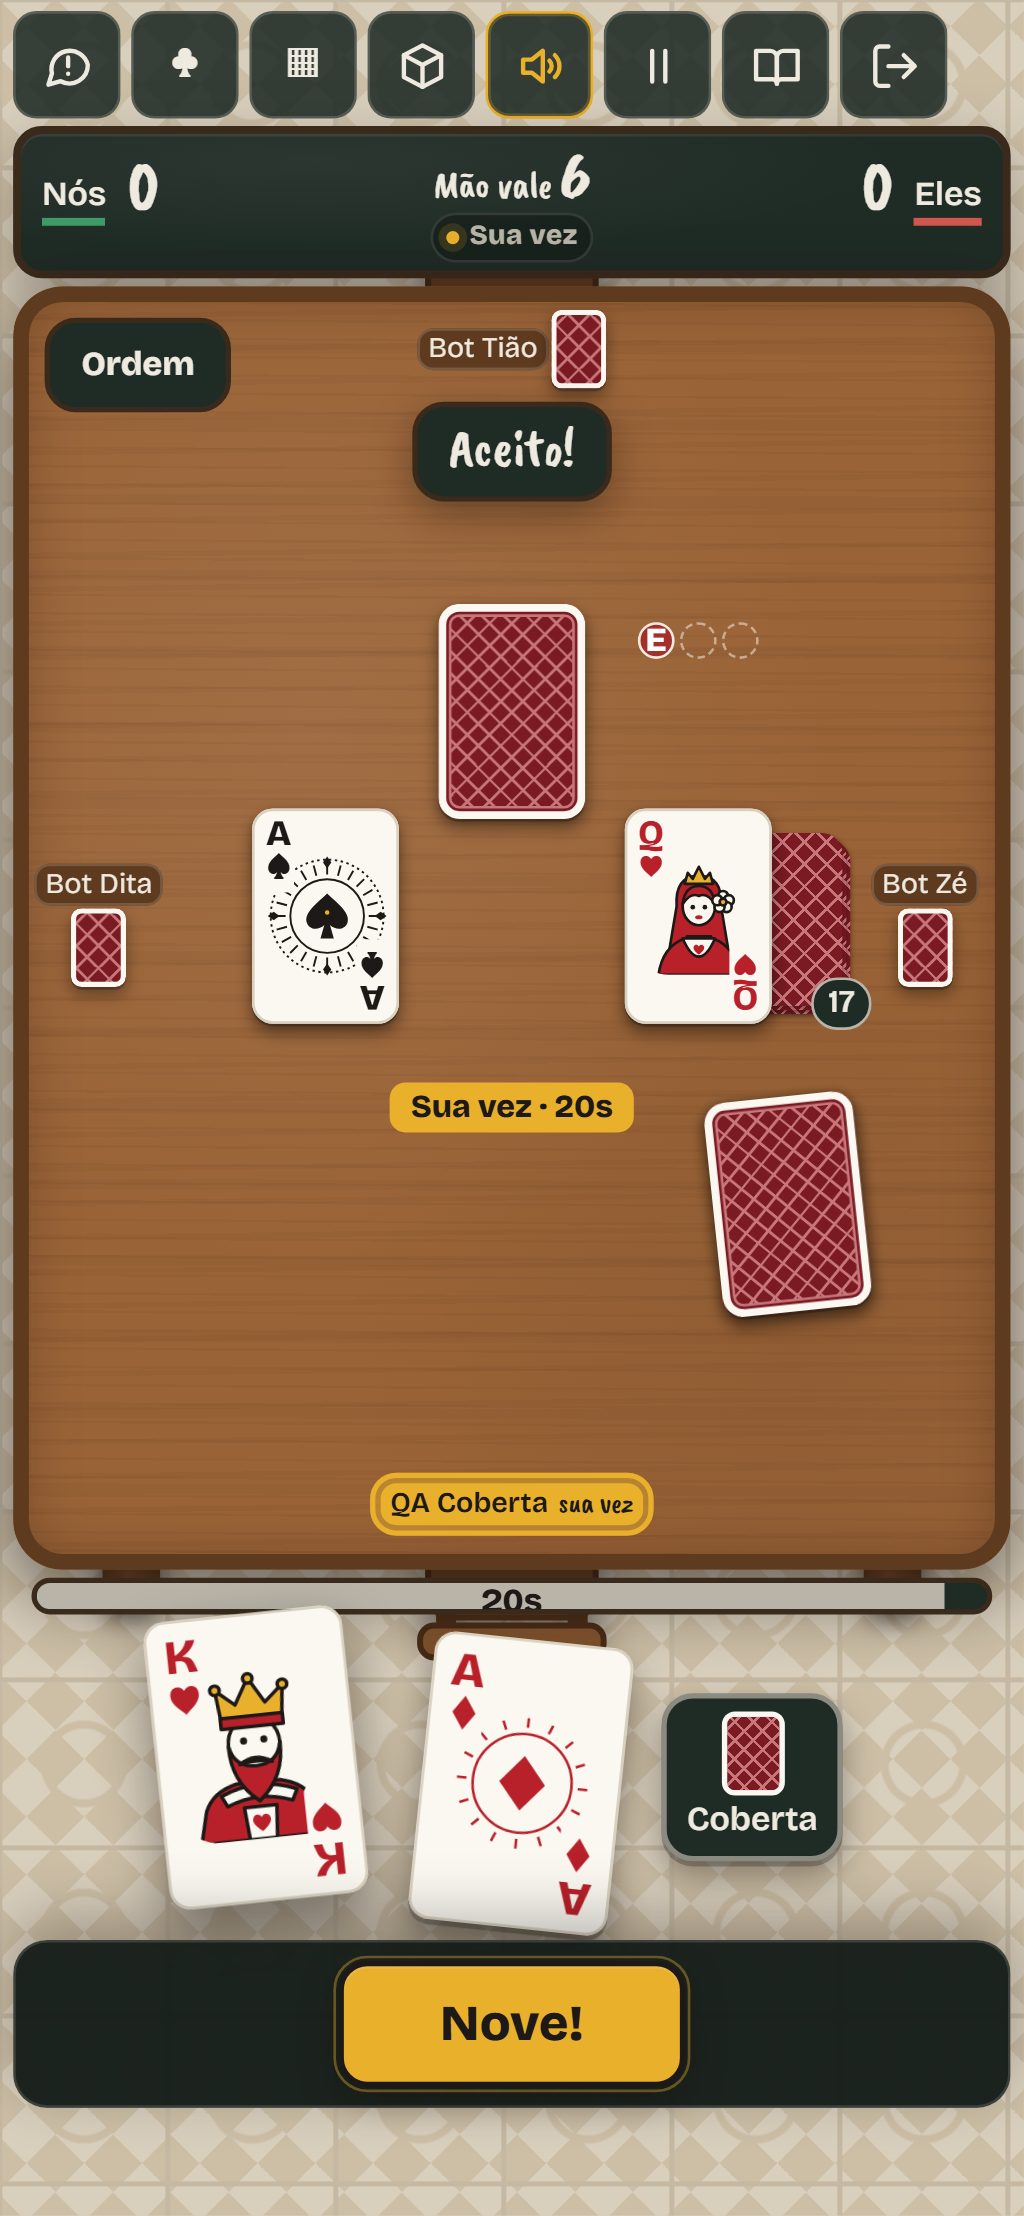 Nós 0
Mão vale 6
0 Eles
Sua vez
Ordem
Bot Tião
Aceito!
E
A
A
Q
Q
Bot Dita
Bot Zé
17
Sua vez · 20s
QA Coberta sua vez
20s
K
K
A
A
Coberta
Nove!